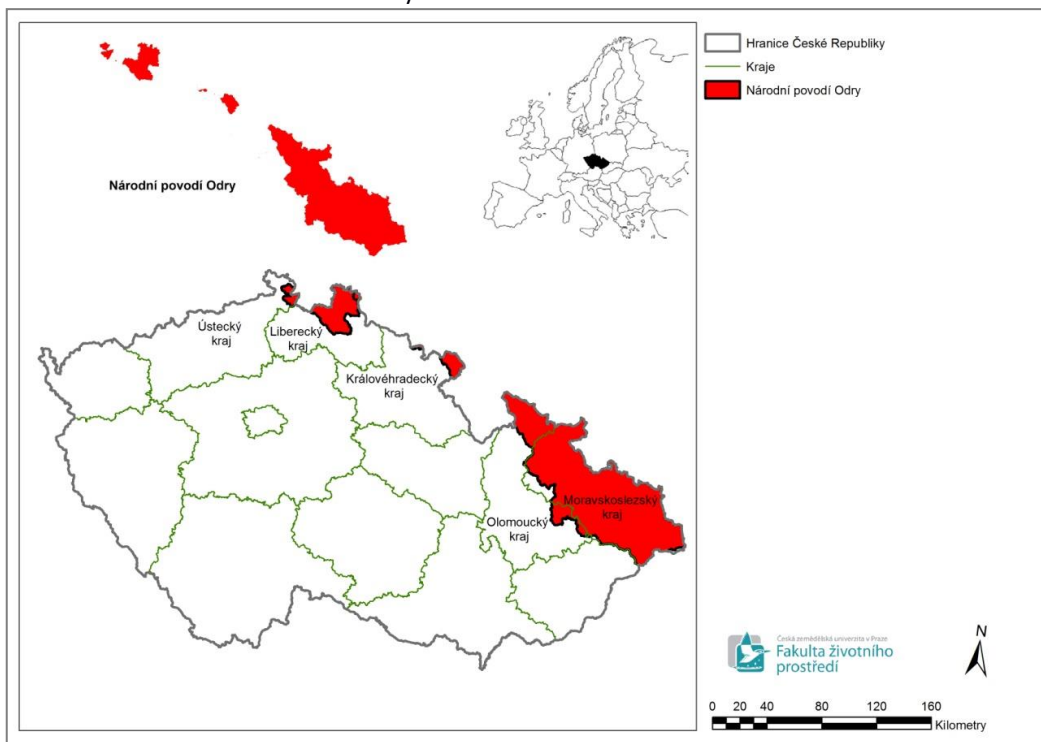 Hranice České Republiky
Kraje
Národní povodí Odry
Národní povodí Odry
Ústecký
kraj
Liberecký
kraj
Královéhradecký
kraj
Moravskoslezský
kraj
Olomoucký
kraj
Česká zemědělská univerzita v Praze
Fakulta životního
prostředí
N
0 20 40 80 120 160
Kilometry